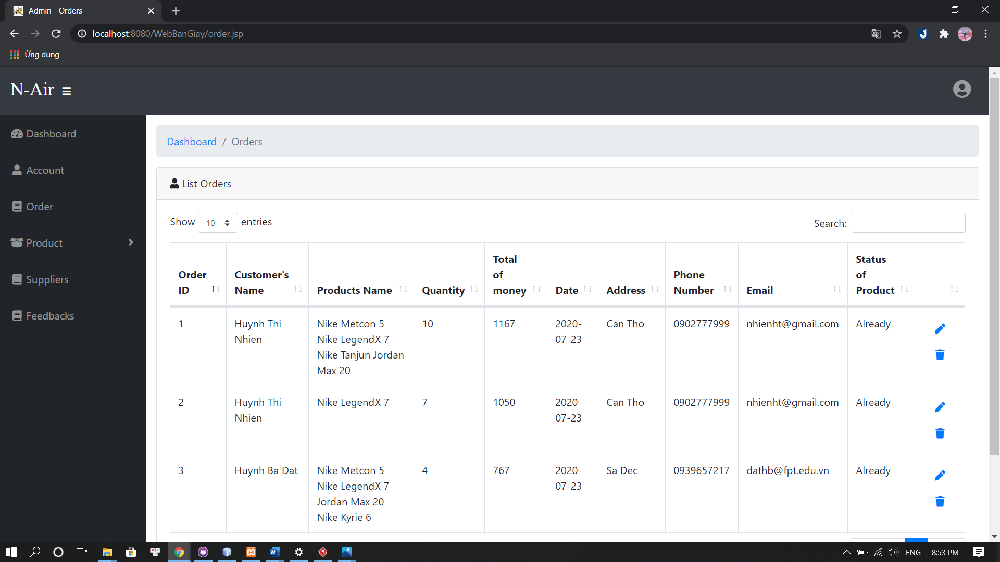 Admin - Orders
localhost:8080/WebBanGiay/order.jsp
Ứng dụng
N-Air
Dashboard
Account
Order
Product
Suppliers
Feedbacks
Dashboard / Orders
List Orders
Show 10 entries
Search:
Order ID
Customer's Name
Products Name
Quantity
Total of money
Date
Address
Phone Number
Email
Status of Product
1
Huynh Thi
Nhien
Nike Metcon 5
Nike LegendX 7
Nike Tanjun Jordan
Max 20
10
1167
2020-
07-23
Can Tho
0902777999
nhienht@gmail.com
Already
2
Huynh Thi
Nhien
Nike LegendX 7
7
1050
2020-
07-23
Can Tho
0902777999
nhienht@gmail.com
Already
3
Huynh Ba Dat
Nike Metcon 5
Nike LegendX 7
Jordan Max 20
Nike Kyrie 6
4
767
2020-
07-23
Sa Dec
0939657217
dathb@fpt.edu.vn
Already
ENG
8:53 PM